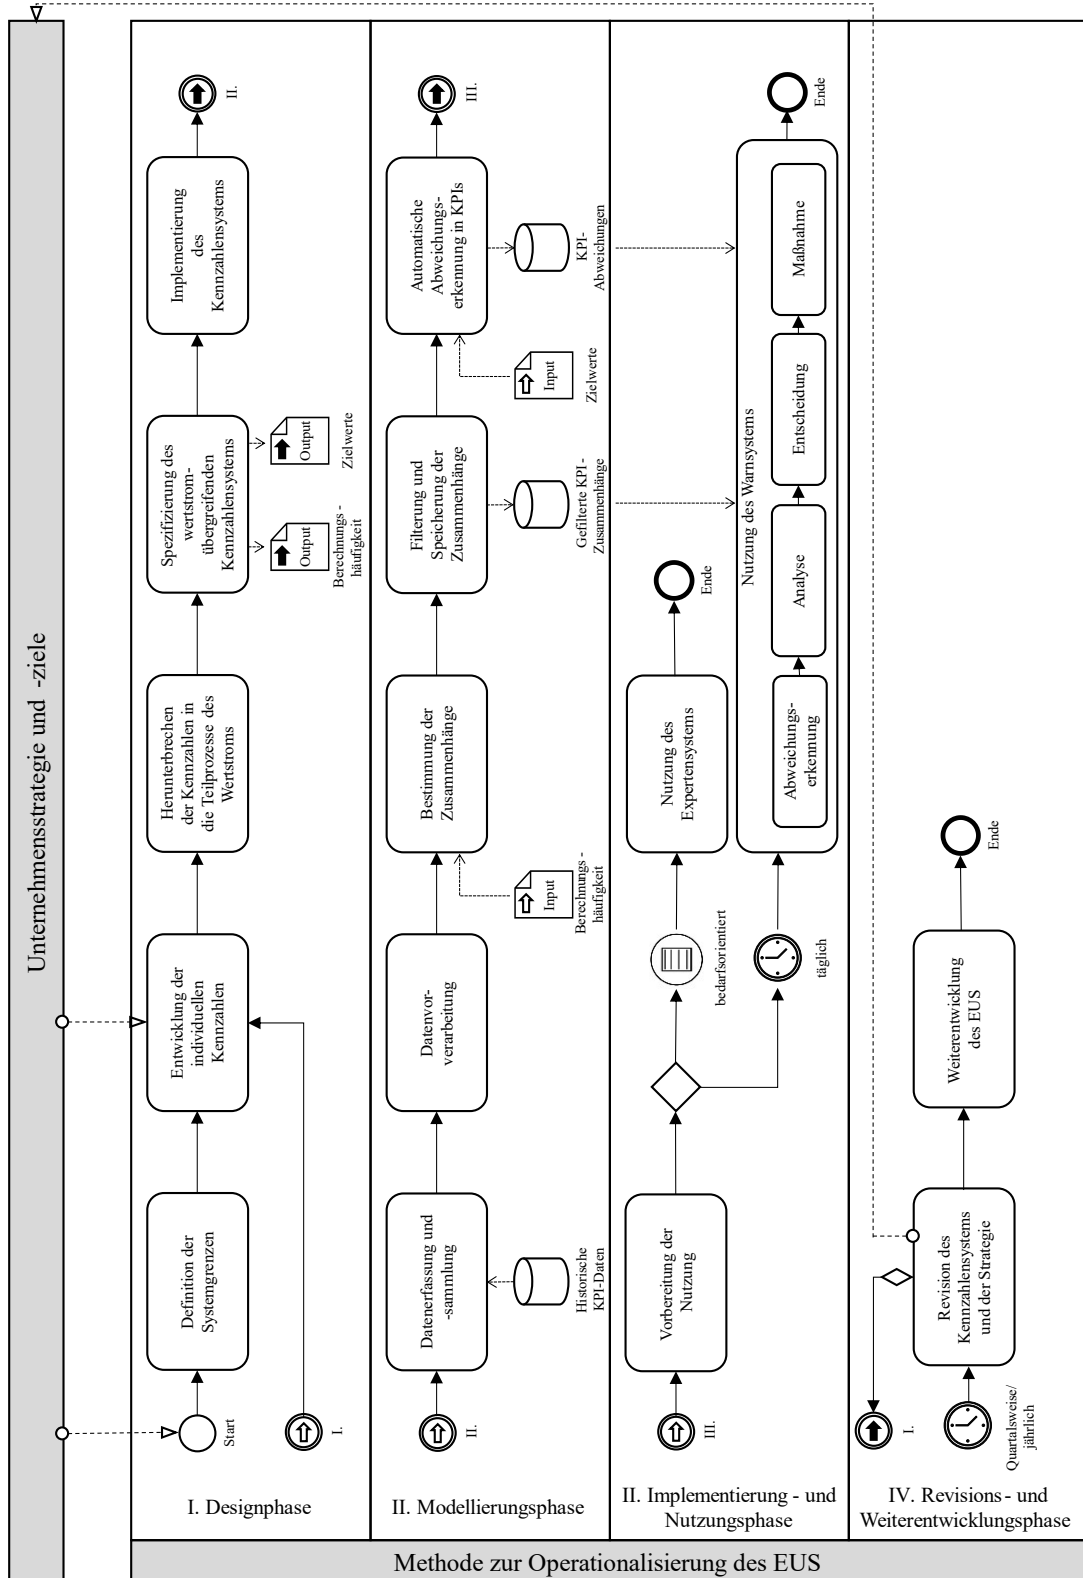 Unternehmensstrategie und -ziele
Methode zur Operationalisierung des EUS
I. Designphase
Start
I.
Definition der
Systemgrenzen
Entwicklung der
individuellen
Kennzahlen
Herunterbrechen
der Kennzahlen in
die Teilprozesse des
Wertstroms
Spezifizierung des
wertstrom-
übergreifenden
Kennzahlensystems
Output
Berechnungs-
häufigkeit
Output
Zielwerte
Implementierung
des
Kennzahlensystems
II.
II. Modellierungsphase
II.
Datenerfassung und
-sammlung
Historische
KPI-Daten
Datenvor-
verarbeitung
Bestimmung der
Zusammenhänge
Input
Berechnungs -
häufigkeit
Filterung und
Speicherung der
Zusammenhänge
Gefilterte KPI-
Zusammenhänge
Input
Zielwerte
Automatische
Abweichungs-
erkennung in KPIs
KPI-
Abweichungen
III.
II. Implementierung - und
Nutzungsphase
III.
Vorbereitung der
Nutzung
bedarfsorientiert
Nutzung des
Expertensystems
Ende
täglich
Nutzung des Warnsystems
Abweichungs-
erkennung
Analyse
Entscheidung
Maßnahme
Ende
IV. Revisions - und
Weiterentwicklungsphase
I.
Quartalsweise/
jährlich
Revision des
Kennzahlensystems
und der Strategie
Weiterentwicklung
des EUS
Ende